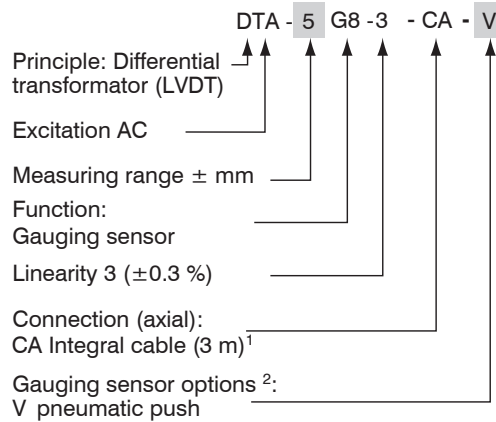 DTA - 5 G8 -3 - CA - V
Principle: Differential
transformator (LVDT)
Excitation AC
Measuring range ± mm
Function:
Gauging sensor
Linearity 3 (±0.3 %)
Connection (axial):
CA Integral cable (3 m)¹
Gauging sensor options ²:
V pneumatic push